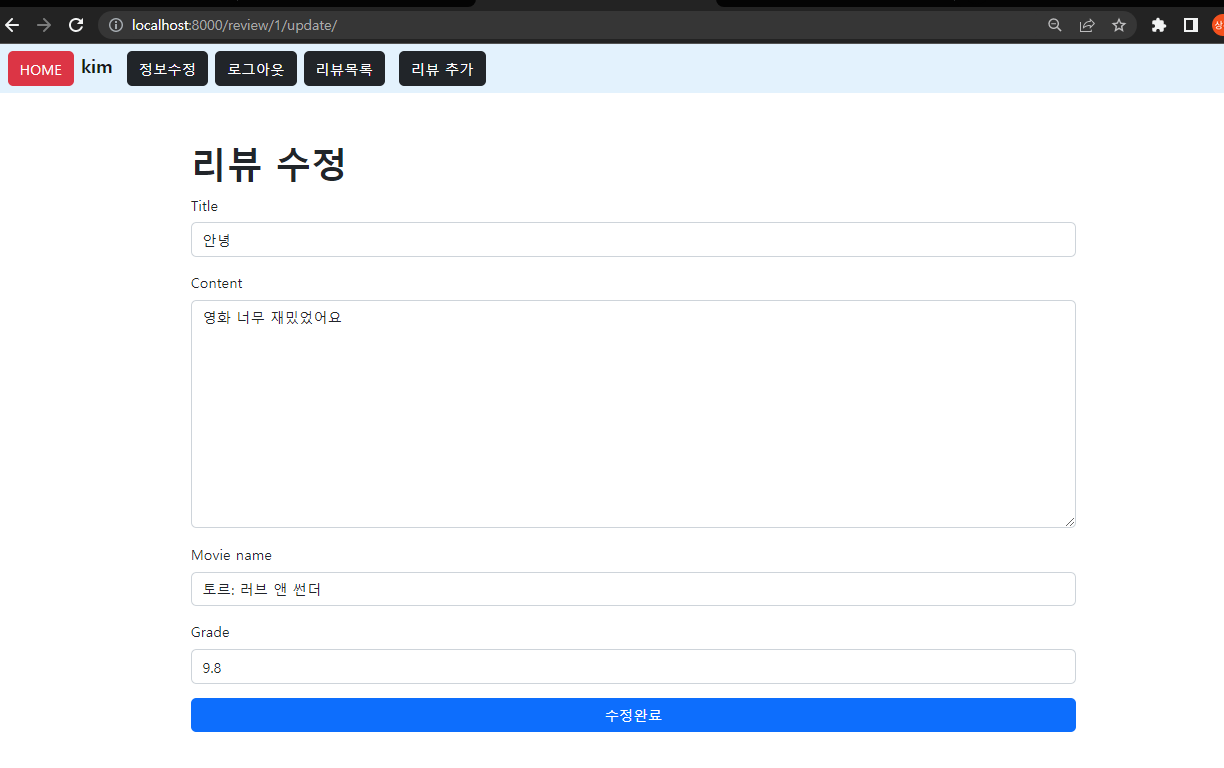 localhost:8000/review/1/update/
HOME kim 정보수정 로그아웃 리뷰목록 리뷰 추가
리뷰 수정
Title
안녕
Content
영화 너무 재밌었어요
Movie name
토르: 러브 앤 썬더
Grade
9.8
수정완료